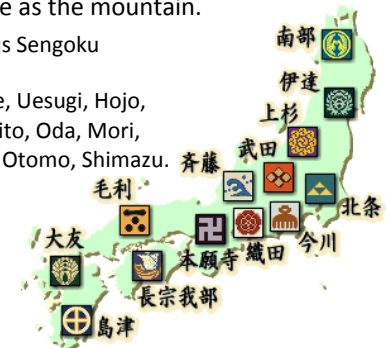 e as the mountain.
s Sengoku
e, Uesugi, Hojo,
ito, Oda, Mori,
Otomo, Shimazu.
南部
伊達
上杉
武田
斉藤
北条
毛利
今川
織田
本願寺
大友
長宗我部
島津